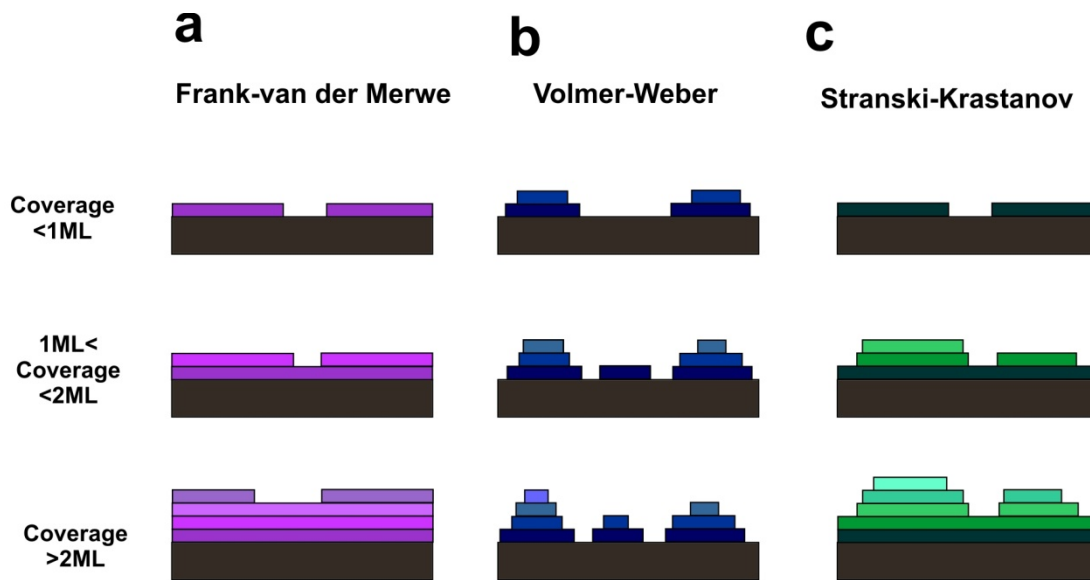 a
b
c
Frank-van der Merwe
Volmer-Weber
Stranski-Krastanov
Coverage
<1ML
1ML<
Coverage
<2ML
Coverage
>2ML